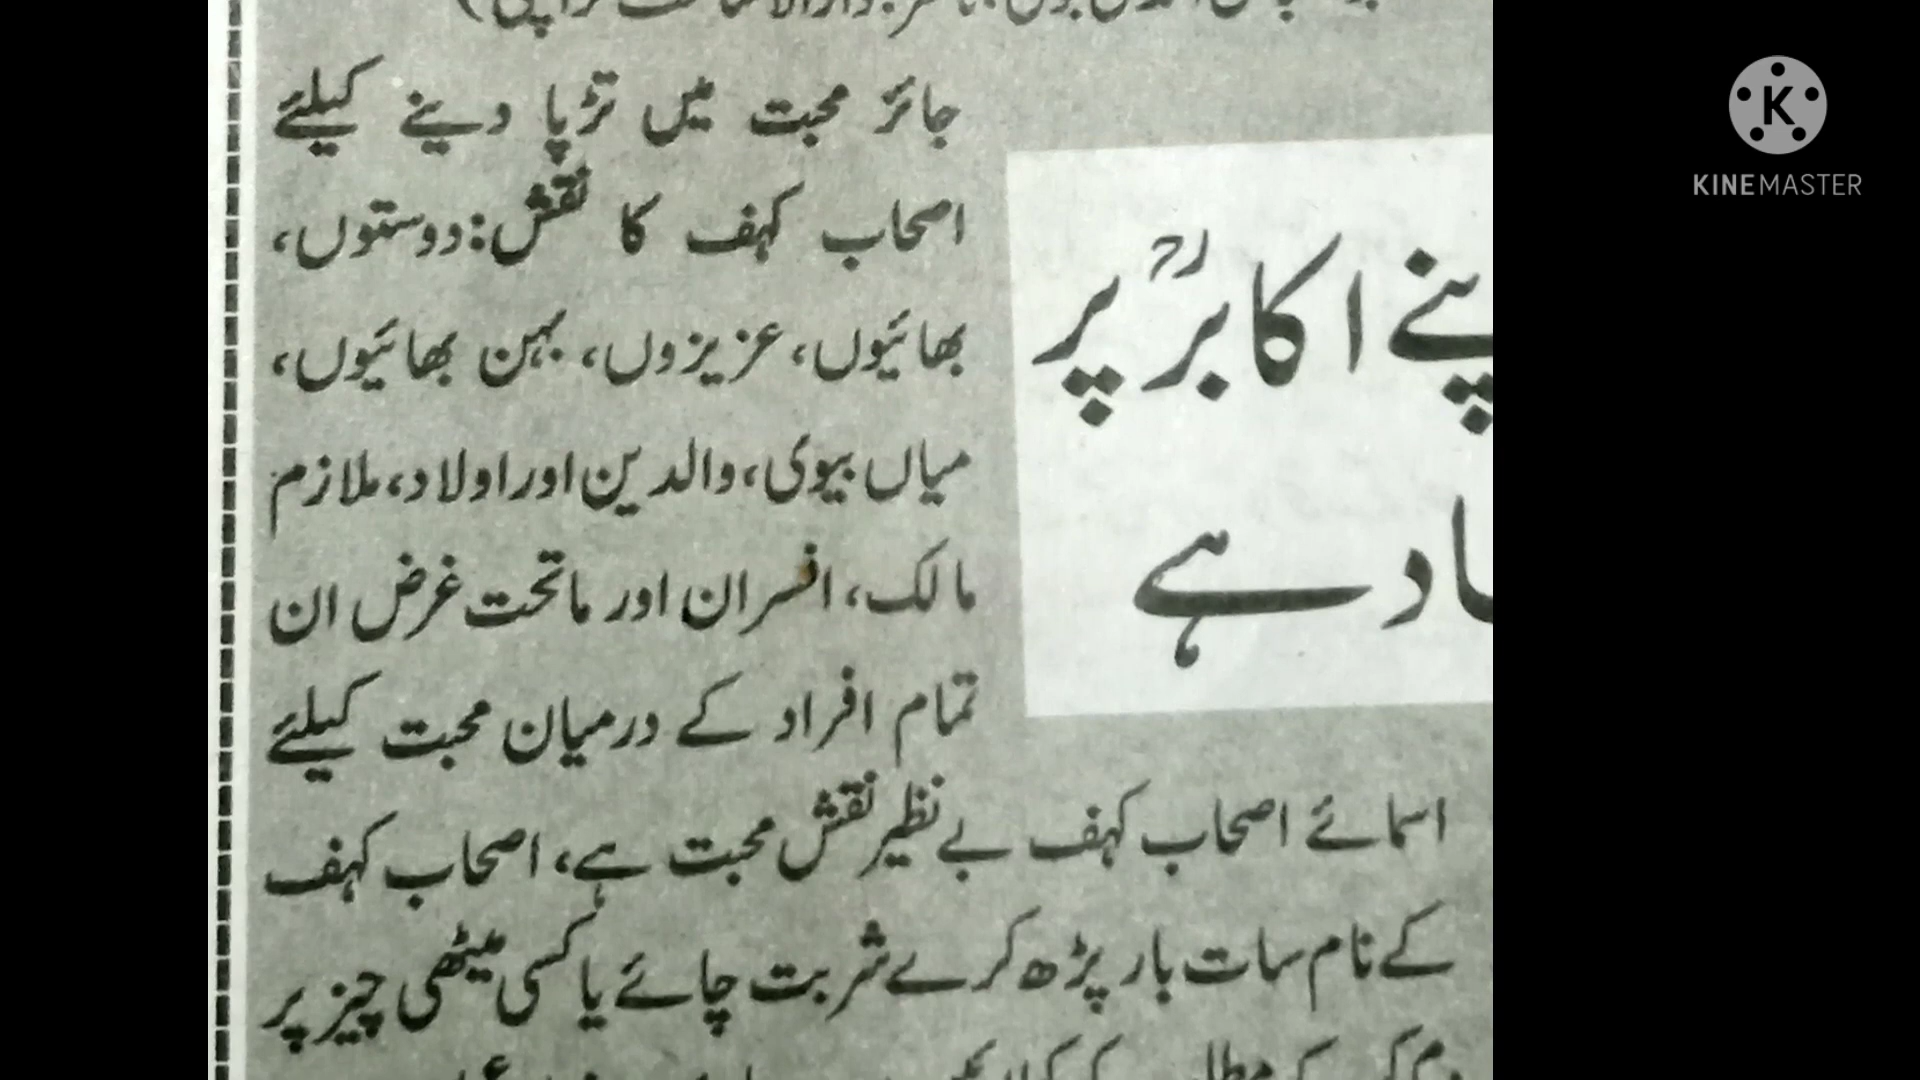 جائز محبت میں تڑپا دینے کیلئے
اصحاب کہف کا نقش:دوستوں،
بھائیوں، عزیزوں، بہن بھائیوں،
میاں بیوی، والدین اور اولاد، ملازم
مالک، افسران اور ماتحت غرض ان
تمام افراد کے درمیان محبت کیلئے
اسمائے اصحاب کہف بے نظیر نقش محبت ہے، اصحاب کہف
کے نام سات بار پڑھ کر شربت چائے یا کسی میٹھی چیز پر
پنے اکابرؒ پر
اد ہے
KINEMASTER